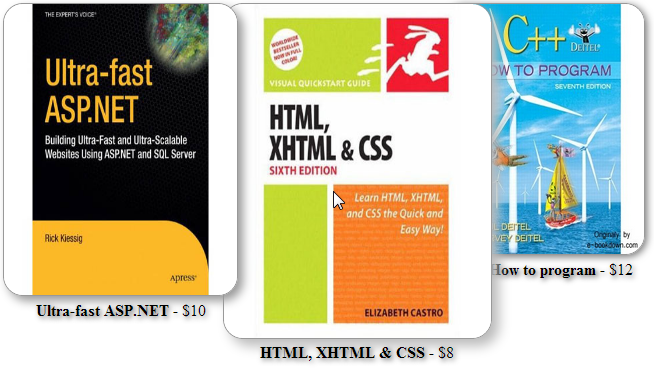 THE EXPERT'S VOICE®
Ultra-fast
ASP.NET
Building Ultra-Fast and Ultra-Scalable
Websites Using ASP.NET and SQL Server
Rick Kiessig
Apress®
Ultra-fast ASP.NET - $10
WORLDWIDE
BESTSELLER
NOW IN FULL
COLOR!
VISUAL QUICKSTART GUIDE
HTML,
XHTML & CSS
SIXTH EDITION
Learn HTML, XHTML,
and CSS the Quick and
Easy Way!
ELIZABETH CASTRO
HTML, XHTML & CSS - $8
C++
DEITEL®
OW TO PROGRAM
SEVENTH EDITION
DEITEL
VEY DEITEL
Originaly by
e-bookdown.com
How to program - $12